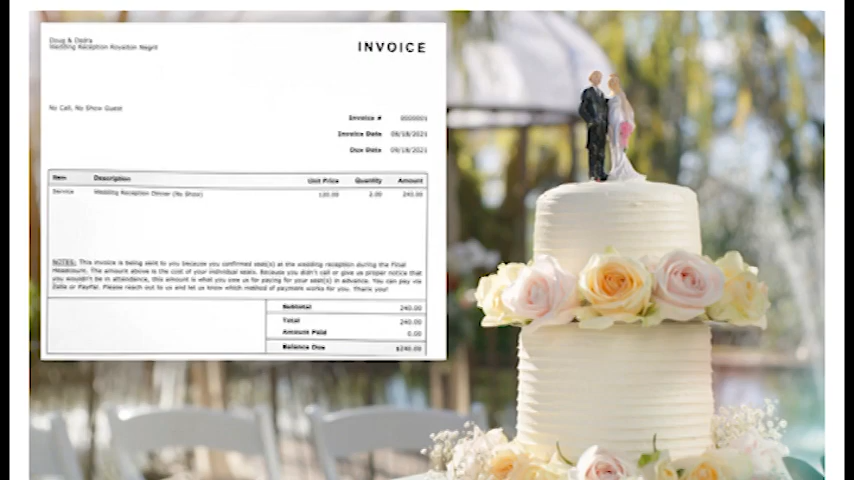 Doug & Dedra
Wedding Reception Royalton Negril
INVOICE
No Call, No Show Guest
Invoice # 0000001
Invoice Date 08/18/2021
Due Date 09/18/2021
Item Description Unit Price Quantity Amount
Service Wedding Reception Dinner (No Show) 120.00 2.00 240.00
NOTES: This invoice is being sent to you because you confirmed seat(s) at the wedding reception during the Final
Headcount. The amount above is the cost of your individual seats. Because you didn't call or give us proper notice that
you wouldn't be in attendance, this amount is what you owe us for paying for your seat(s) in advance. You can pay via
Zelle or PayPal. Please reach out to us and let us know which method of payment works for you. Thank you!
Subtotal 240.00
Total 240.00
Amount Paid 0.00
Balance Due $240.00